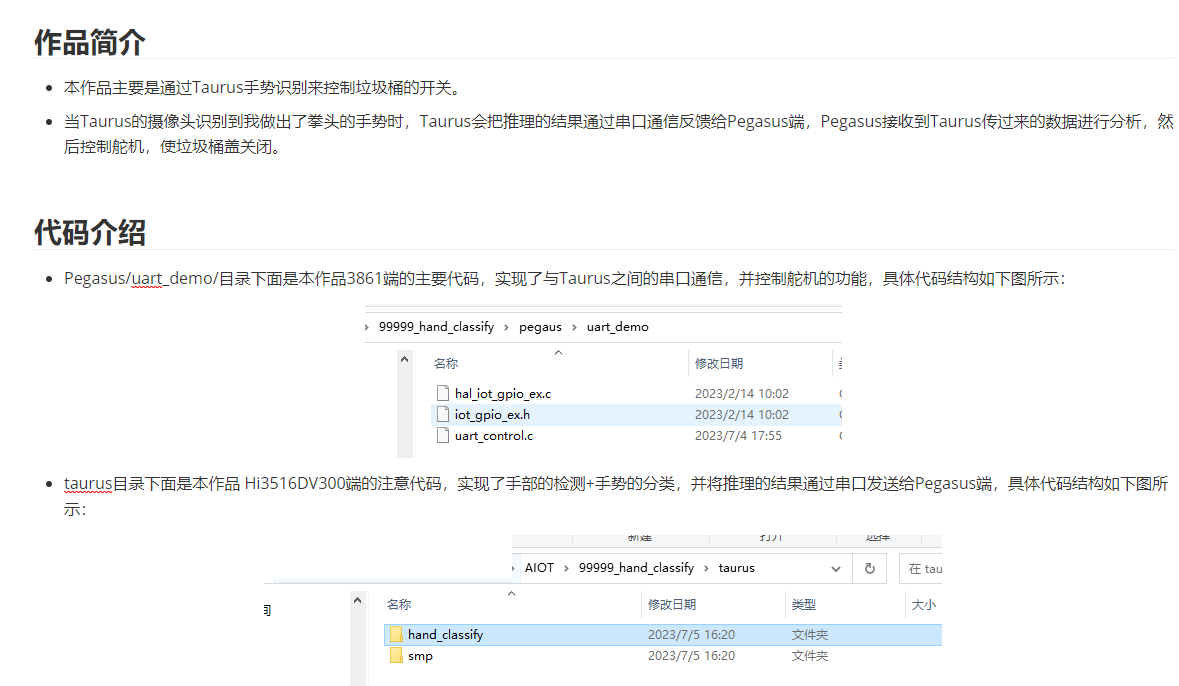 作品简介
本作品主要是通过Taurus手势识别来控制垃圾桶的开关。
当Taurus的摄像头识别到我做出了拳头的手势时，Taurus会把推理的结果通过串口通信反馈给Pegasus端，Pegasus接收到Taurus传过来的数据进行分析，然
后控制舵机，使垃圾桶盖关闭。
代码介绍
Pegasus/uart_demo/目录下面是本作品3861端的主要代码，实现了与Taurus之间的串口通信，并控制舵机的功能，具体代码结构如下图所示：
99999_hand_classify › pegaus › uart_demo
名称 修改日期
hal_iot_gpio_ex.c 2023/2/14 10:02
iot_gpio_ex.h 2023/2/14 10:02
uart_control.c 2023/7/4 17:55
taurus目录下面是本作品 Hi3516DV300端的注意代码，实现了手部的检测+手势的分类，并将推理的结果通过串口发送给Pegasus端，具体代码结构如下图所
示：
新建 打开 选择
AIOT › 99999_hand_classify › taurus 在 tau
名称 修改日期 类型 大小
hand_classify 2023/7/5 16:20 文件夹
smp 2023/7/5 16:20 文件夹